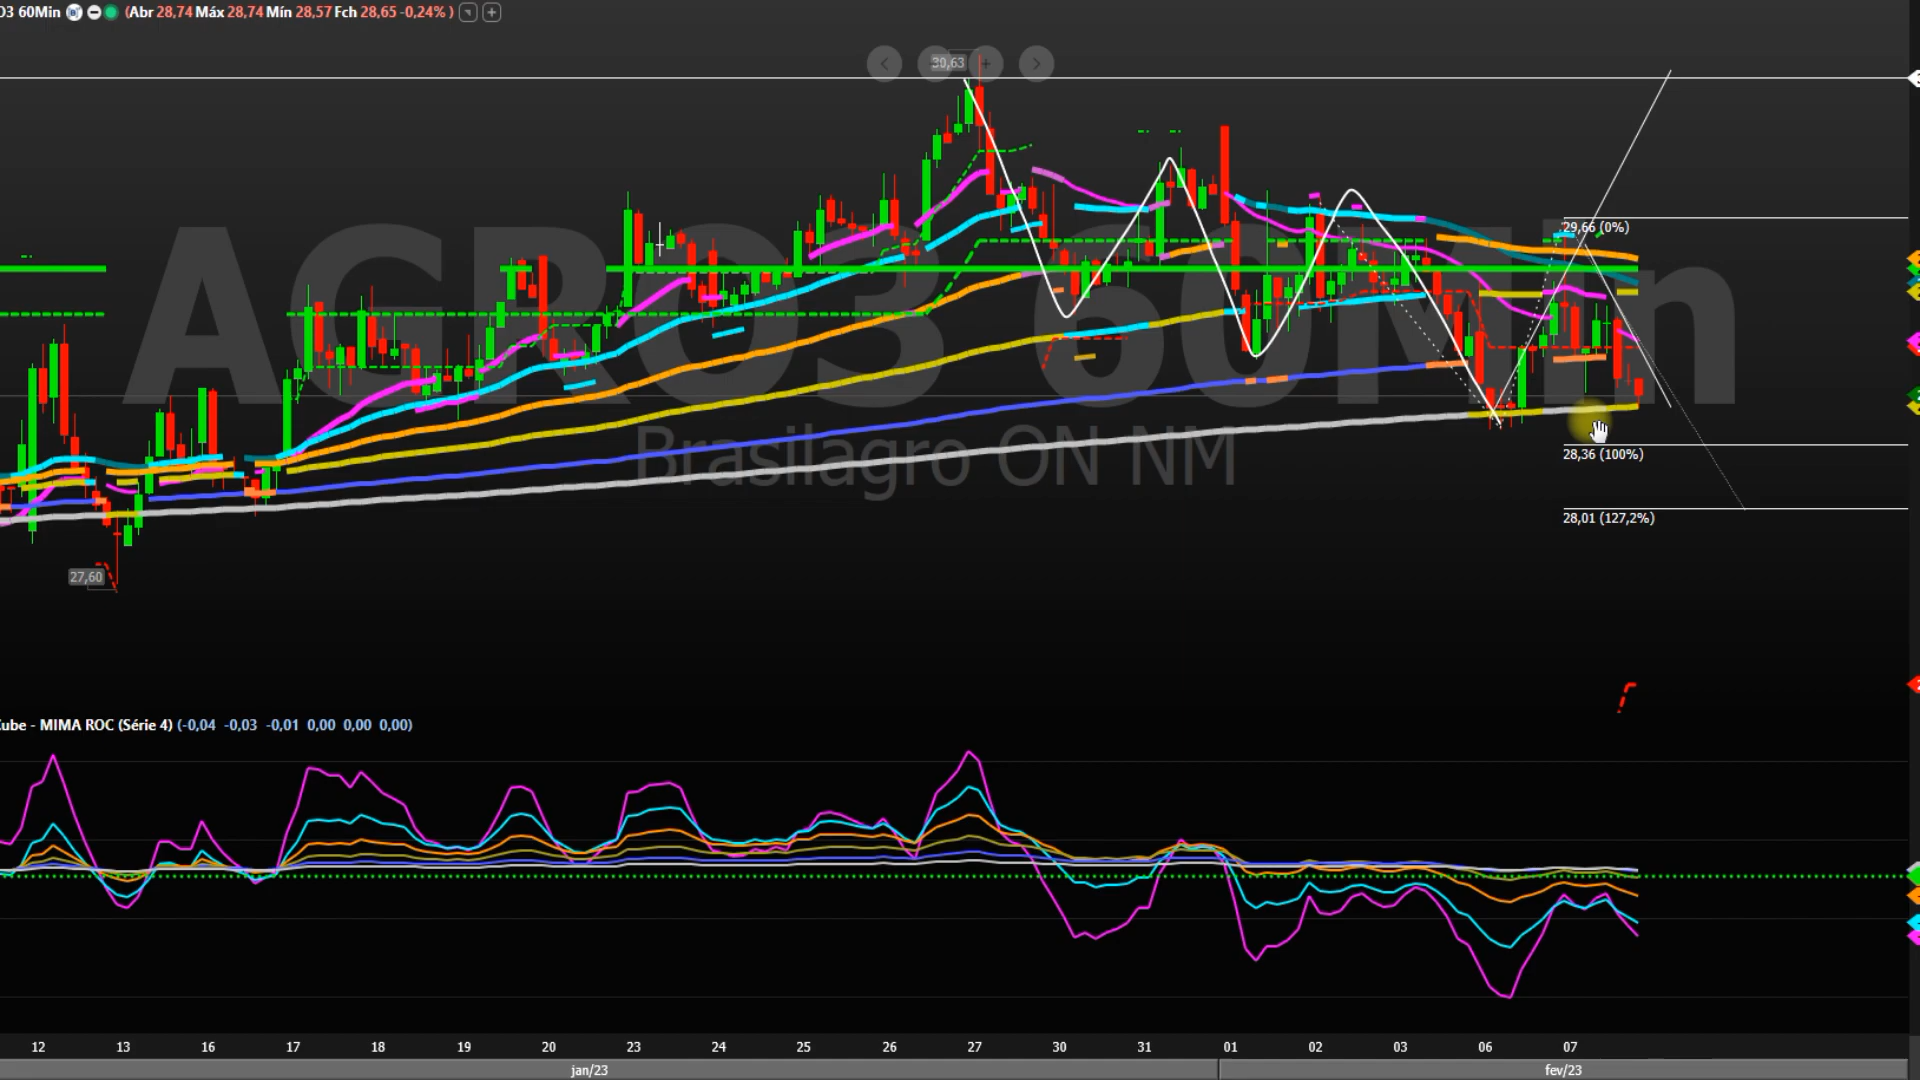 O3 60Min (Abr 28,74 Máx 28,74 Mín 28,57 Fch 28,65 -0,24% )
30,63
29,66 (0%)
AGRO3 60Min
Brasilagro ON NM
28,36 (100%)
28,01 (127,2%)
27,60
Cube - MIMA ROC (Série 4) (-0,04 -0,03 -0,01 0,00 0,00 0,00)
12 13 16 17 18 19 20 23 24 25 26 27 30 31 01 02 03 06 07
jan/23 fev/23